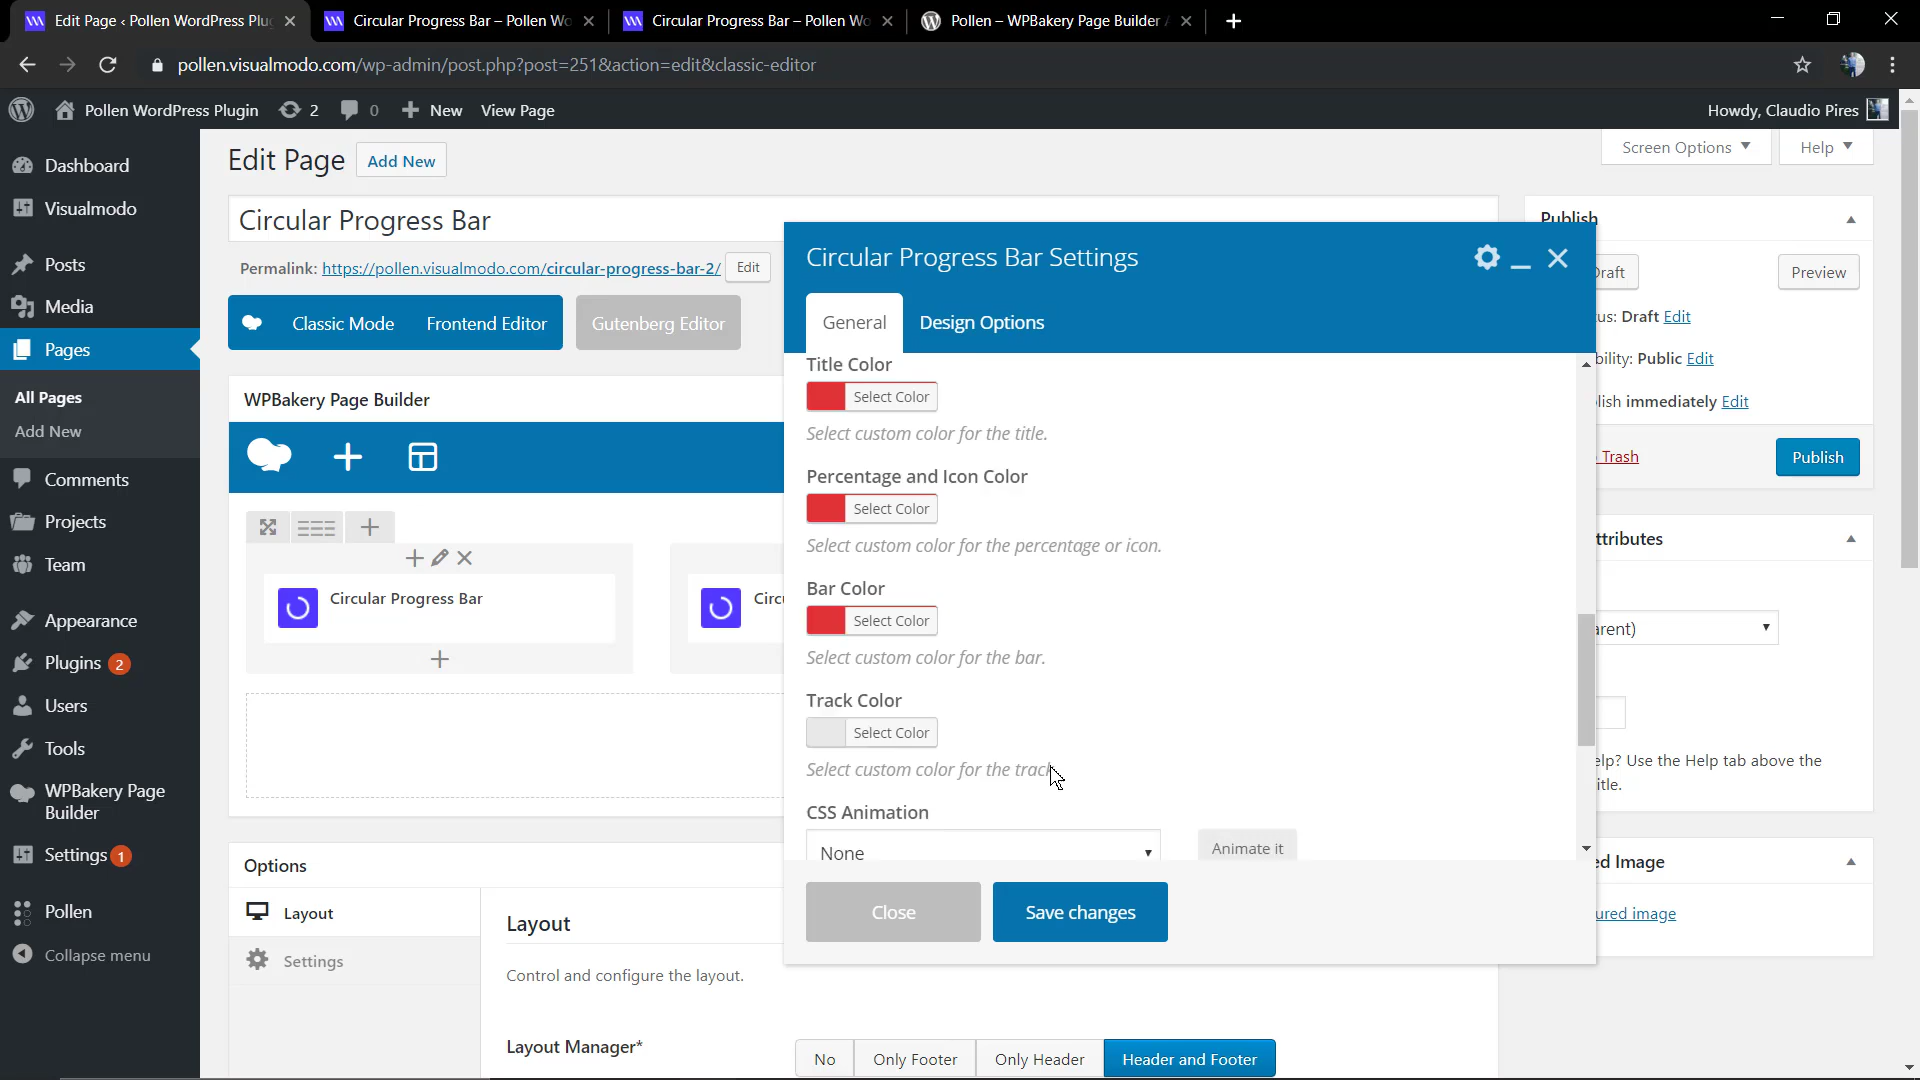 Edit Page ‹ Pollen WordPress Plu
Circular Progress Bar – Pollen Wo
Circular Progress Bar – Pollen Wo
Pollen – WPBakery Page Builder
pollen.visualmodo.com/wp-admin/post.php?post=251&action=edit&classic-editor
Pollen WordPress Plugin
2
0
New
View Page
Howdy, Claudio Pires
Dashboard
Visualmodo
Posts
Media
Pages
All Pages
Add New
Comments
Projects
Team
Appearance
Plugins 2
Users
Tools
WPBakery Page
Builder
Settings 1
Pollen
Collapse menu
Edit Page
Add New
Screen Options
Help
Circular Progress Bar
Permalink: https://pollen.visualmodo.com/circular-progress-bar-2/
Edit
Classic Mode
Frontend Editor
Gutenberg Editor
WPBakery Page Builder
Circular Progress Bar
Circ
Options
Layout
Settings
Layout
Control and configure the layout.
Layout Manager*
No
Only Footer
Only Header
Header and Footer
Circular Progress Bar Settings
General
Design Options
Title Color
Select Color
Select custom color for the title.
Percentage and Icon Color
Select Color
Select custom color for the percentage or icon.
Bar Color
Select Color
Select custom color for the bar.
Track Color
Select Color
Select custom color for the track
CSS Animation
None
Animate it
Close
Save changes
Publish
Draft
Preview
us: Draft Edit
bility: Public Edit
lish immediately Edit
Trash
Publish
ttributes
arent)
elp? Use the Help tab above the
itle.
ed Image
ured image